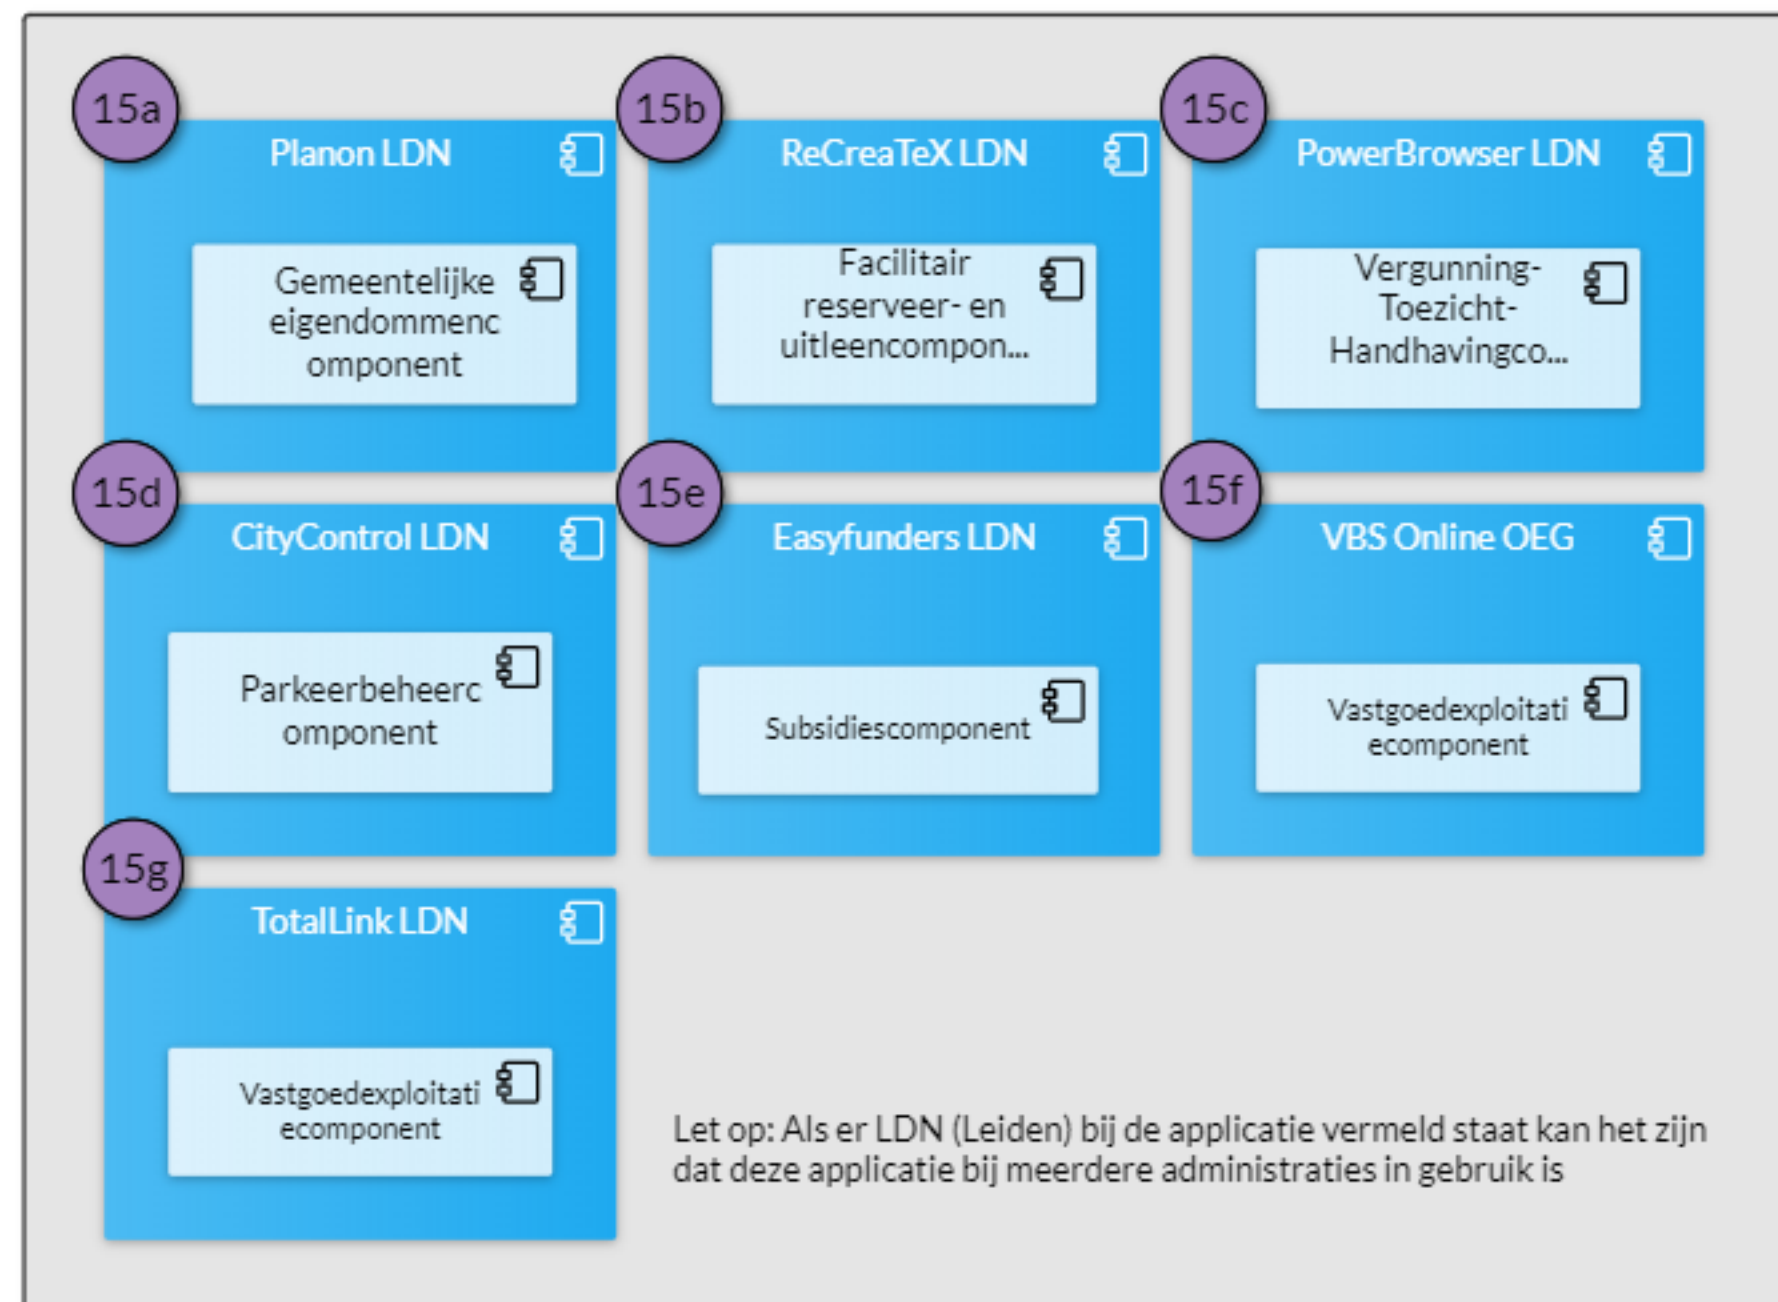 15a
Planon LDN
Gemeentelijke
eigendommenc
omponent
15b
ReCreaTeX LDN
Facilitair
reserveer- en
uitleencompon...
15c
PowerBrowser LDN
Vergunning-
Toezicht-
Handhavingco...
15d
CityControl LDN
Parkeerbeheerc
omponent
15e
Easyfunders LDN
Subsidiescomponent
15f
VBS Online OEG
Vastgoedexploitati
ecomponent
15g
TotalLink LDN
Vastgoedexploitati
ecomponent
Let op: Als er LDN (Leiden) bij de applicatie vermeld staat kan het zijn
dat deze applicatie bij meerdere administraties in gebruik is